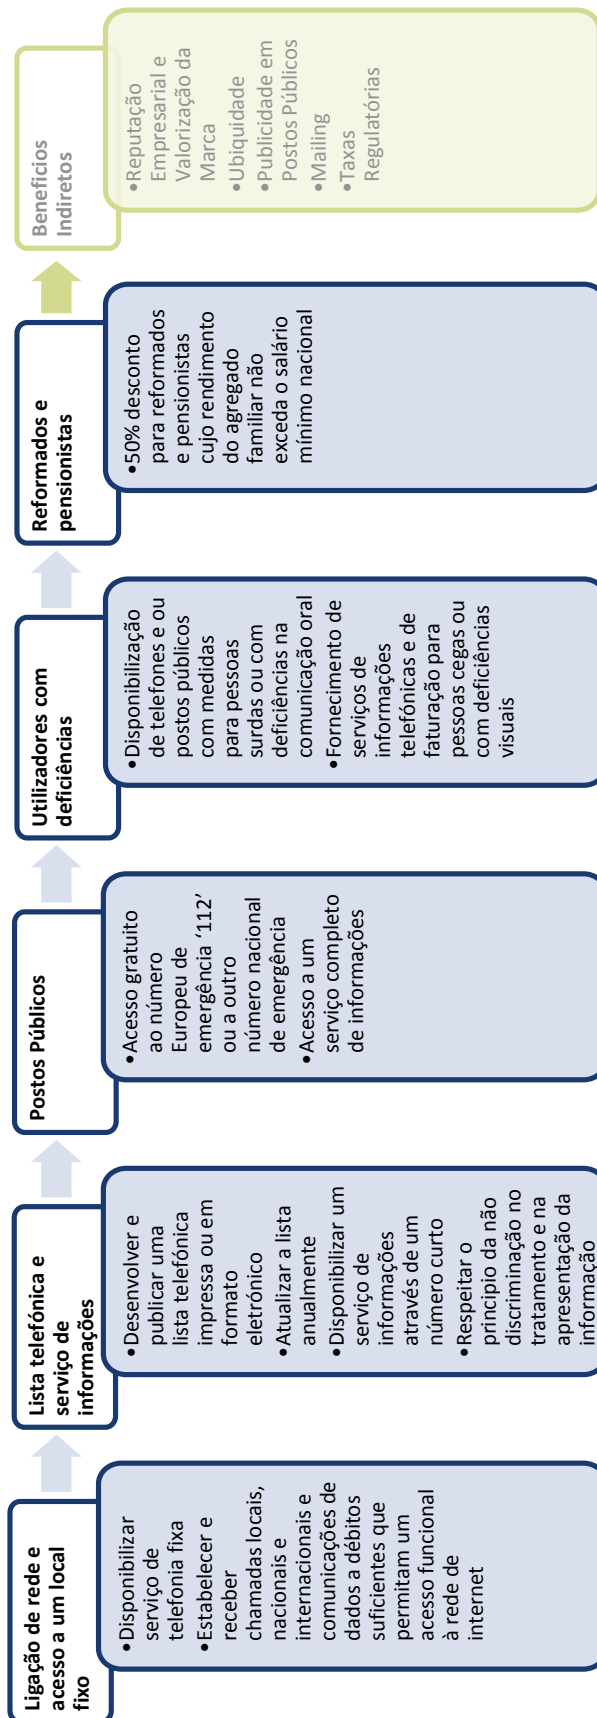 Ligação de rede e
acesso a um local
fixo
•Disponibilizar
serviço de
telefonia fixa
•Estabelecer e
receber
chamadas locais,
nacionais e
internacionais e
comunicações de
dados a débitos
suficientes que
permitam um
acesso funcional
à rede de
internet
Lista telefónica e
serviço de
informações
•Desenvolver e
publicar uma
lista telefónica
impressa ou em
formato
eletrónico
•Atualizar a lista
anualmente
•Disponibilizar um
serviço de
informações
através de um
número curto
•Respeitar o
principio da não
discriminação no
tratamento e na
apresentação da
informação
Postos Públicos
•Acesso gratuito
ao número
Europeu de
emergência ‘112’
ou a outro
número nacional
de emergência
•Acesso a um
serviço completo
de informações
Utilizadores com
deficiências
•Disponibilização
de telefones e ou
postos públicos
com medidas
para pessoas
surdas ou com
deficiências na
comunicação oral
•Fornecimento de
serviços de
informações
telefónicas e de
faturação para
pessoas cegas ou
com deficiências
visuais
Reformados e
pensionistas
•50% desconto
para reformados
e pensionistas
cujo rendimento
do agregado
familiar não
exceda o salário
mínimo nacional
Benefícios
Indiretos
•Reputação
Empresarial e
Valorização da
Marca
•Ubiquidade
•Publicidade em
Postos Públicos
•Mailing
•Taxas
Regulatórias